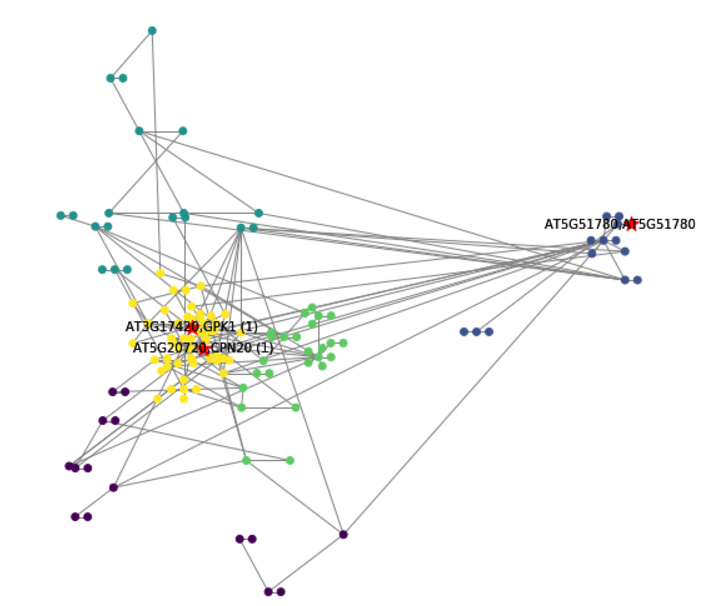 AT5G51780,AT5G51780
AT3G17420,GPK1 (1)
AT5G20720,CPN20 (1)